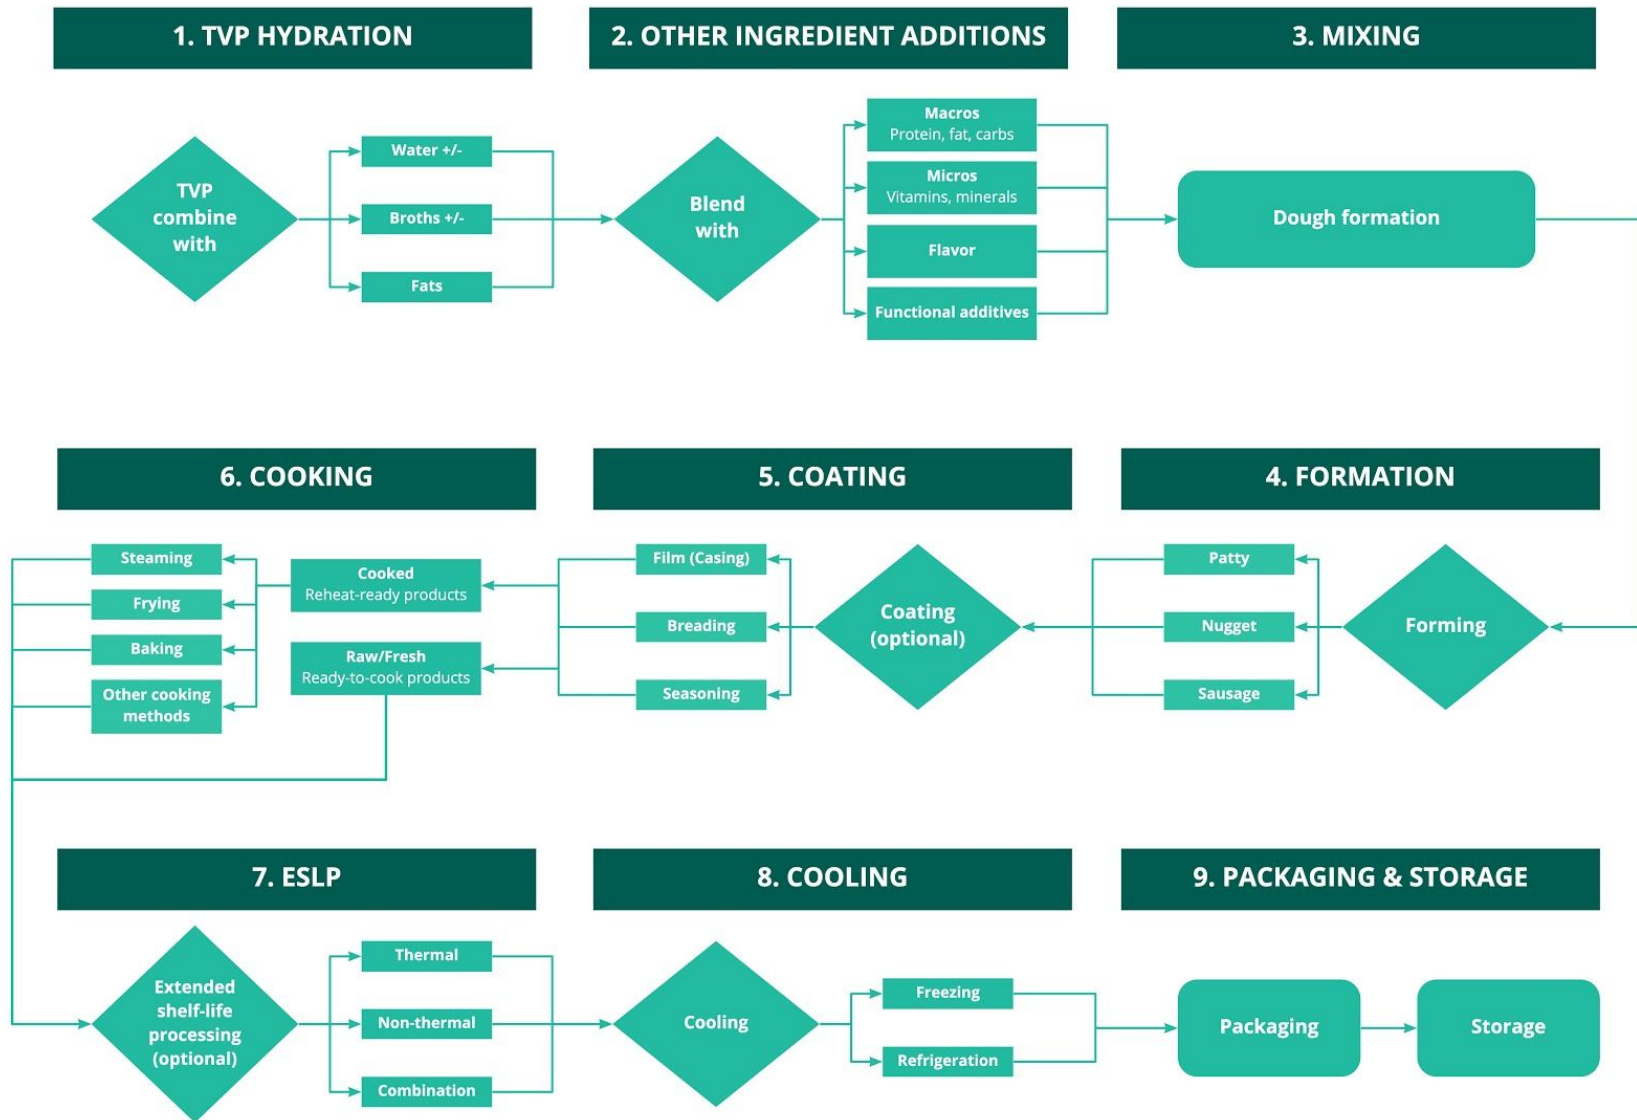 1. TVP HYDRATION
2. OTHER INGREDIENT ADDITIONS
3. MIXING
TVP
combine
with
Water +/-
Broths +/-
Fats
Blend
with
Macros
Protein, fat, carbs
Micros
Vitamins, minerals
Flavor
Functional additives
Dough formation
6. COOKING
5. COATING
4. FORMATION
Steaming
Frying
Baking
Other cooking
methods
Cooked
Reheat-ready products
Raw/Fresh
Ready-to-cook products
Film (Casing)
Breading
Seasoning
Coating
(optional)
Patty
Nugget
Sausage
Forming
7. ESLP
8. COOLING
9. PACKAGING & STORAGE
Extended
shelf-life
processing
(optional)
Thermal
Non-thermal
Combination
Cooling
Freezing
Refrigeration
Packaging
Storage